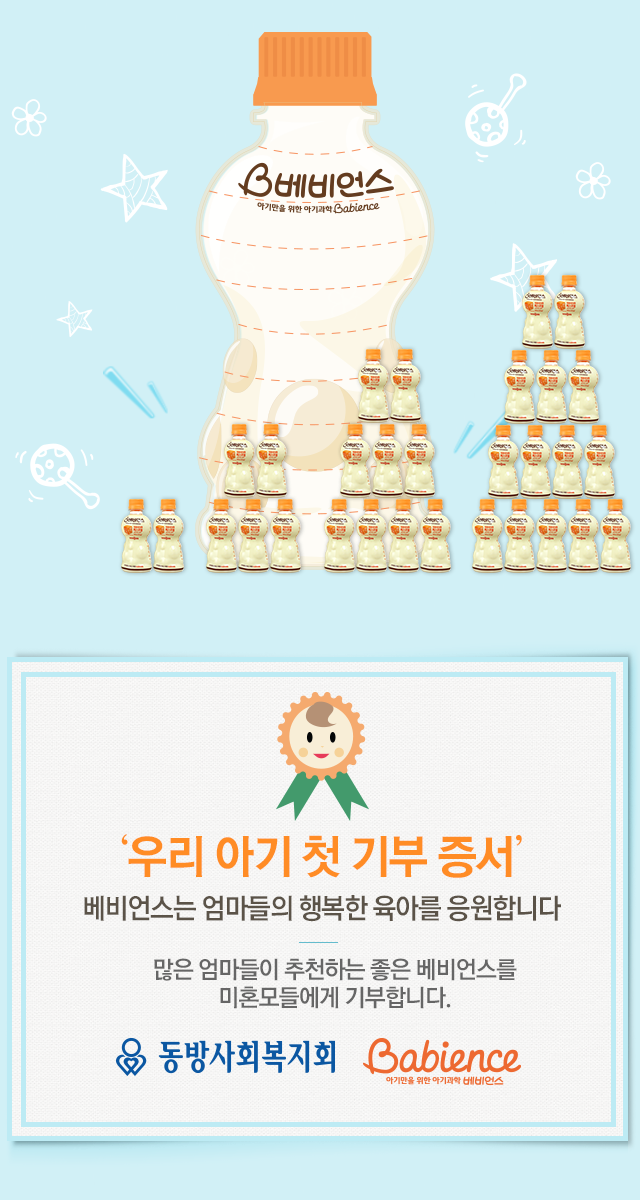 베비언스
아기만을 위한 아기과학 Babience
‘우리 아기 첫 기부 증서’
베비언스는 엄마들의 행복한 육아를 응원합니다
많은 엄마들이 추천하는 좋은 베비언스를
미혼모들에게 기부합니다.
동방사회복지회
Babience
아기만을 위한 아기과학 베비언스